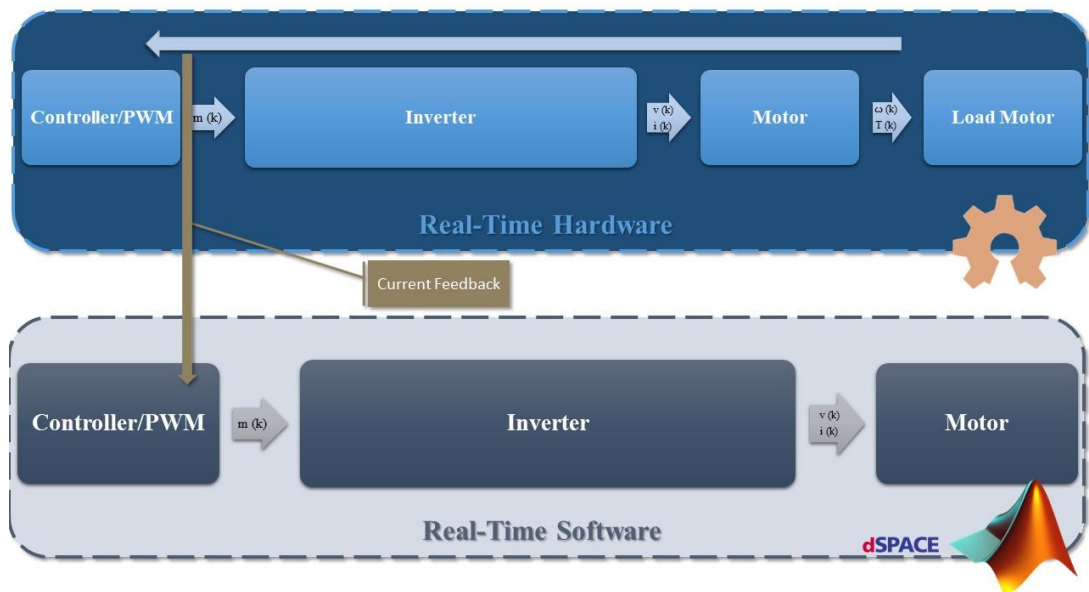 Controller/PWM
m (k)
Inverter
v (k)
i (k)
Motor
ω(k)
T (k)
Load Motor
Real-Time Hardware
Current Feedback
Controller/PWM
m (k)
Inverter
v (k)
i (k)
Motor
Real-Time Software
dSPACE